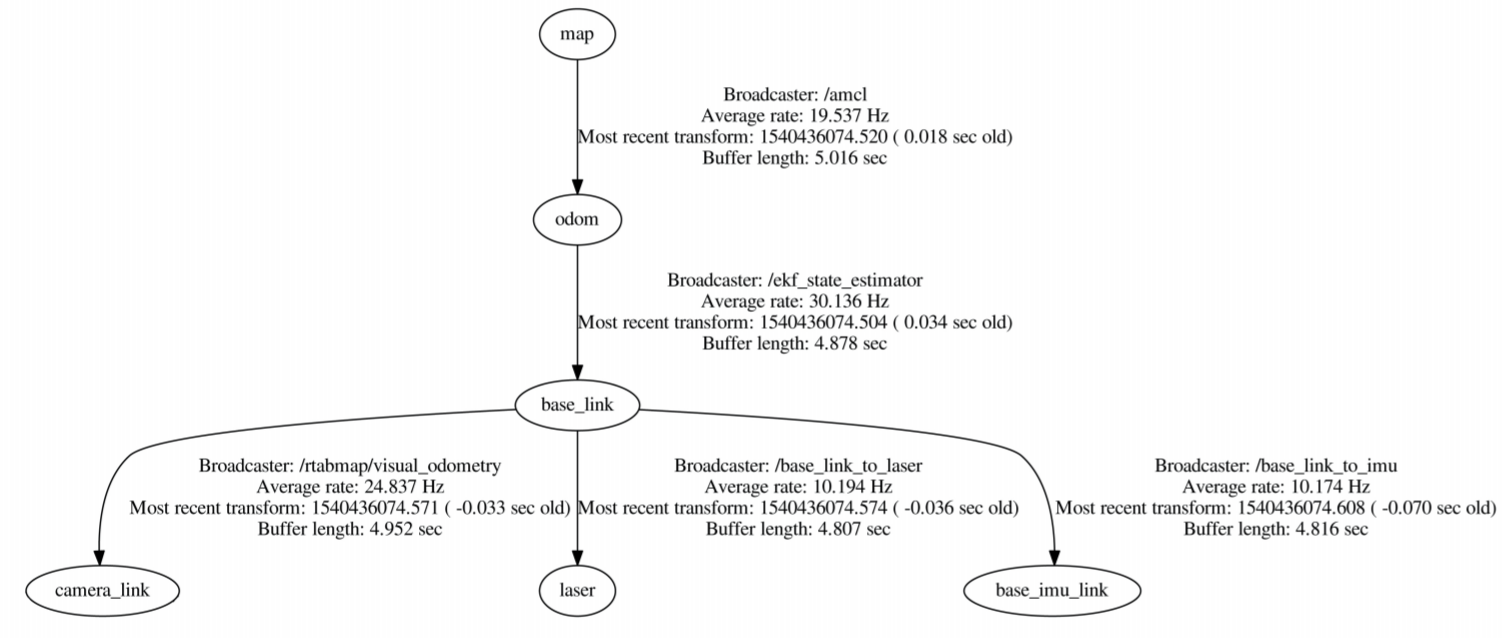 map
Broadcaster: /amcl
Average rate: 19.537 Hz
Most recent transform: 1540436074.520 ( 0.018 sec old)
Buffer length: 5.016 sec
odom
Broadcaster: /ekf_state_estimator
Average rate: 30.136 Hz
Most recent transform: 1540436074.504 ( 0.034 sec old)
Buffer length: 4.878 sec
base_link
Broadcaster: /rtabmap/visual_odometry
Average rate: 24.837 Hz
Most recent transform: 1540436074.571 ( -0.033 sec old)
Buffer length: 4.952 sec
Broadcaster: /base_link_to_laser
Average rate: 10.194 Hz
Most recent transform: 1540436074.574 ( -0.036 sec old)
Buffer length: 4.807 sec
Broadcaster: /base_link_to_imu
Average rate: 10.174 Hz
Most recent transform: 1540436074.608 ( -0.070 sec old)
Buffer length: 4.816 sec
camera_link
laser
base_imu_link